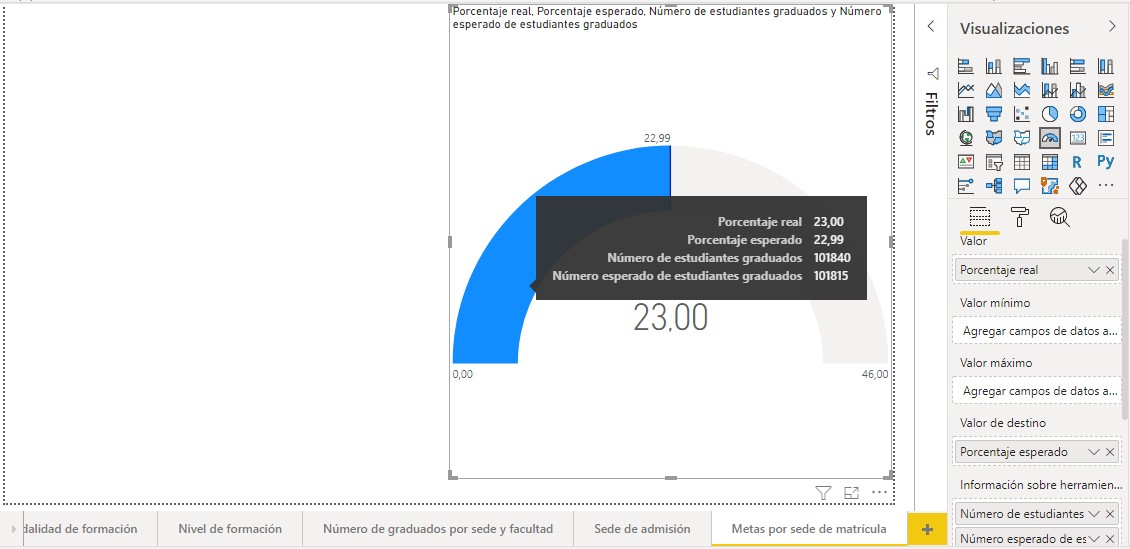 Porcentaje real, Porcentaje esperado, Número de estudiantes graduados y Número
esperado de estudiantes graduados
22,99
Porcentaje real 23,00
Porcentaje esperado 22,99
Número de estudiantes graduados 101840
Número esperado de estudiantes graduados 101815
23,00
0,00
46,00
Filtros
Visualizaciones
123
R
Py
Valor
Porcentaje real
Valor mínimo
Agregar campos de datos a...
Valor máximo
Agregar campos de datos a...
Valor de destino
Porcentaje esperado
Información sobre herramien...
Número de estudiantes
Número esperado de es
dalidad de formación
Nivel de formación
Número de graduados por sede y facultad
Sede de admisión
Metas por sede de matrícula